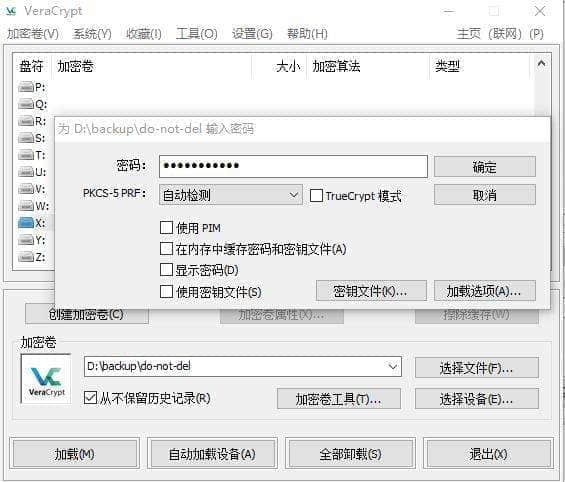 VeraCrypt
加密卷(V) 系统(Y) 收藏(I) 工具(O) 设置(G) 帮助(H) 主页（联网）(P)
盘符 加密卷 大小 加密算法 类型
P:
Q:
R:
S:
T:
U:
V:
W:
X:
Y:
Z:
为 D:\backup\do-not-del 输入密码
密码: ●●●●●●●●●●● 确定
PKCS-5 PRF: 自动检测 TrueCrypt 模式 取消
使用 PIM
在内存中缓存密码和密钥文件(A)
显示密码(D)
使用密钥文件(S) 密钥文件(K)... 加载选项(A)...
创建加密卷(C) 加密卷属性(X)... 擦除缓存(W)
加密卷
VeraCrypt
D:\backup\do-not-del 选择文件(F)...
从不保留历史记录(R) 加密卷工具(T)... 选择设备(E)...
加载(M) 自动加载设备(A) 全部卸载(S) 退出(X)